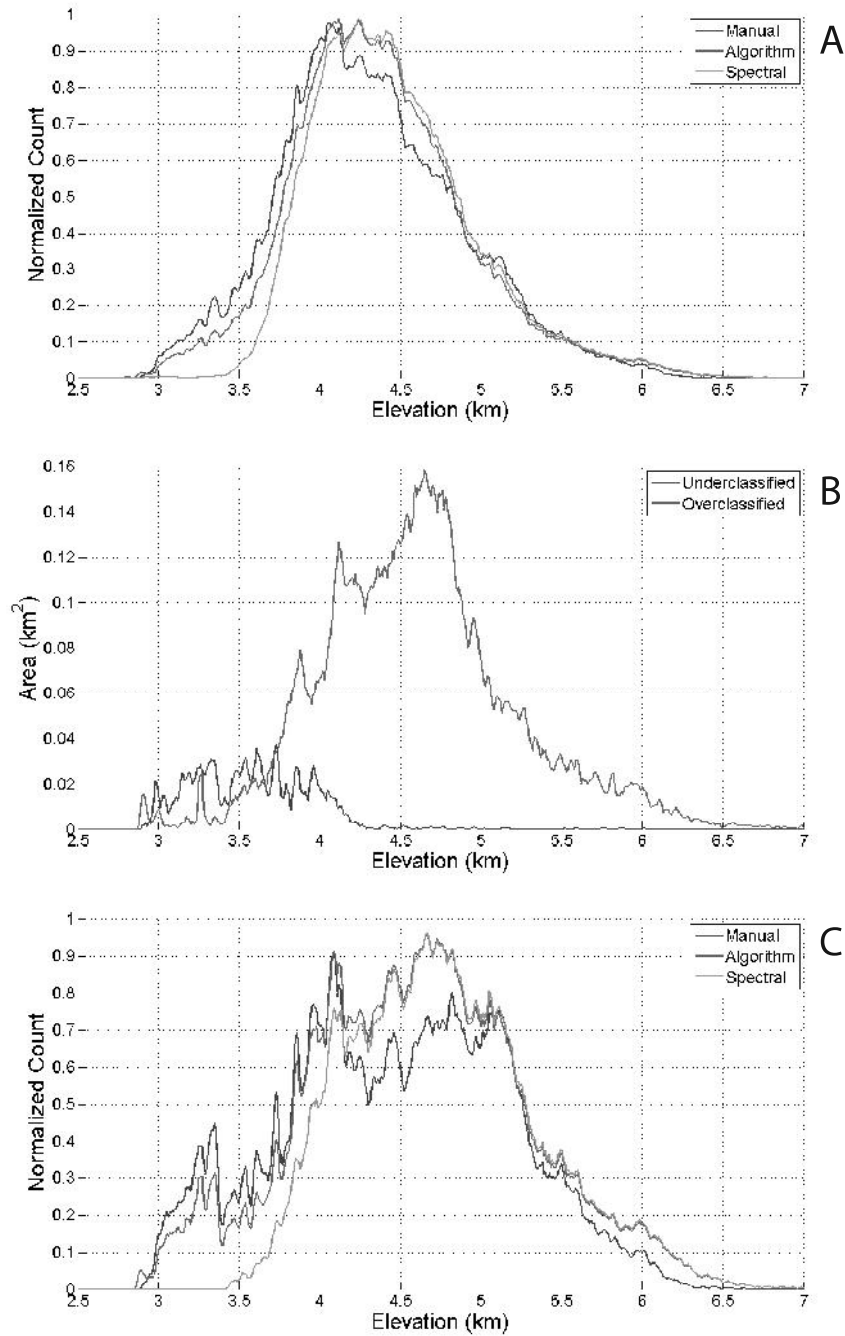 A
1
0.9
0.8
0.7
0.6
0.5
0.4
0.3
0.2
0.1
0
Normalized Count
Manual
Algorithm
Spectral
2.5 3 3.5 4 4.5 5 5.5 6 6.5 7
Elevation (km)
B
0.16
0.14
0.12
0.1
0.08
0.06
0.04
0.02
0
Area (km²)
Underclassified
Overclassified
2.5 3 3.5 4 4.5 5 5.5 6 6.5 7
Elevation (km)
C
1
0.9
0.8
0.7
0.6
0.5
0.4
0.3
0.2
0.1
0
Normalized Count
Manual
Algorithm
Spectral
2.5 3 3.5 4 4.5 5 5.5 6 6.5 7
Elevation (km)